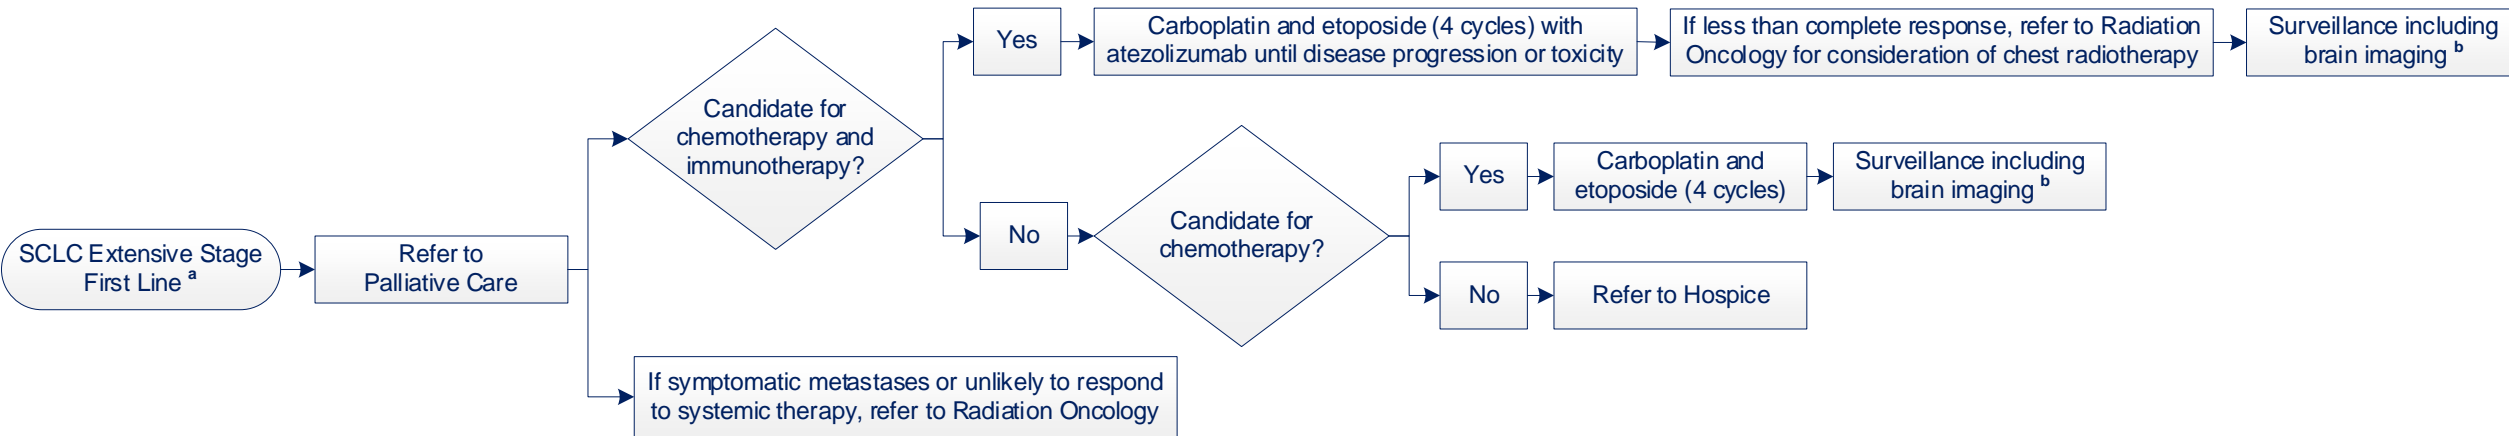 SCLC Extensive Stage
First Line a
Refer to
Palliative Care
Candidate for
chemotherapy and
immunotherapy?
Yes
Carboplatin and etoposide (4 cycles) with
atezolizumab until disease progression or toxicity
If less than complete response, refer to Radiation
Oncology for consideration of chest radiotherapy
Surveillance including
brain imaging b
No
Candidate for
chemotherapy?
Yes
Carboplatin and
etoposide (4 cycles)
Surveillance including
brain imaging b
No
Refer to Hospice
If symptomatic metastases or unlikely to respond
to systemic therapy, refer to Radiation Oncology